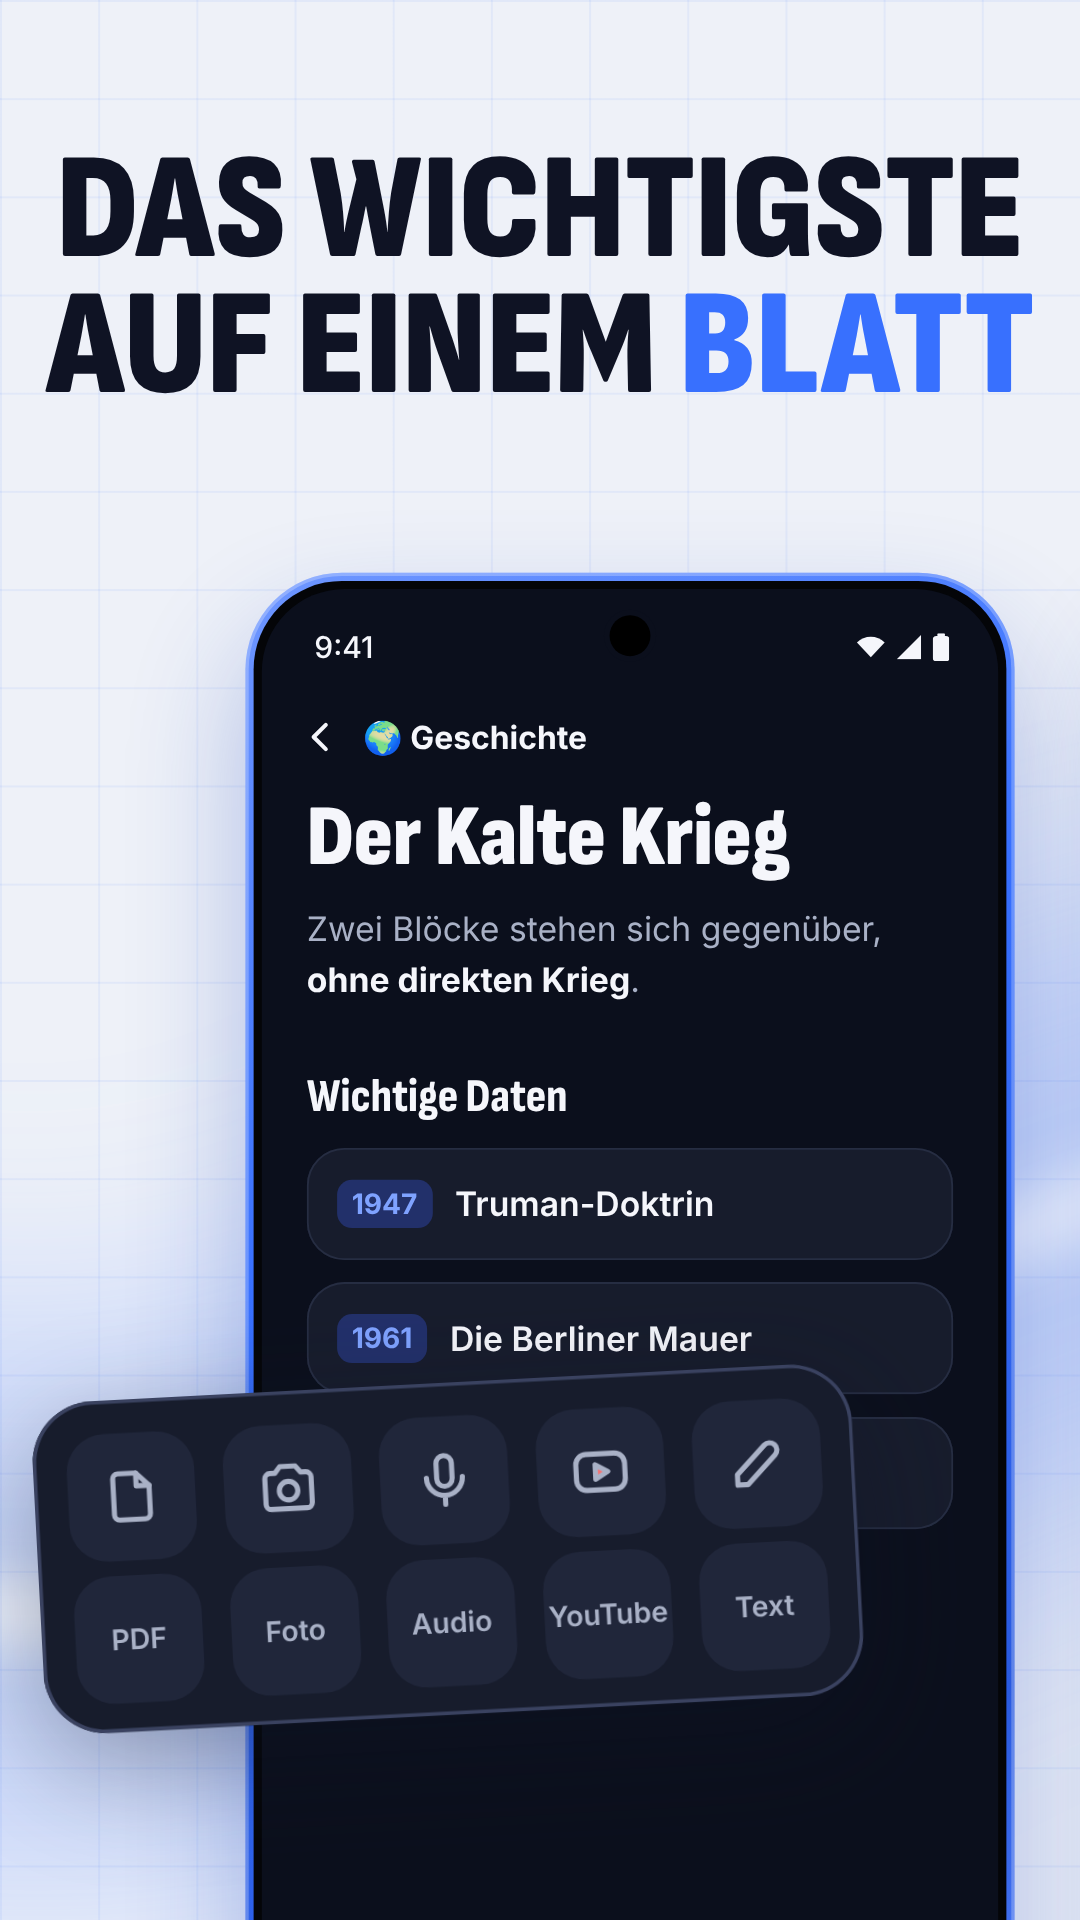 DAS WICHTIGSTE
AUF EINEM BLATT
9:41
Geschichte
Der Kalte Krieg
Zwei Blöcke stehen sich gegenüber,
ohne direkten Krieg.
Wichtige Daten
1947 Truman-Doktrin
1961 Die Berliner Mauer
PDF Foto Audio YouTube Text